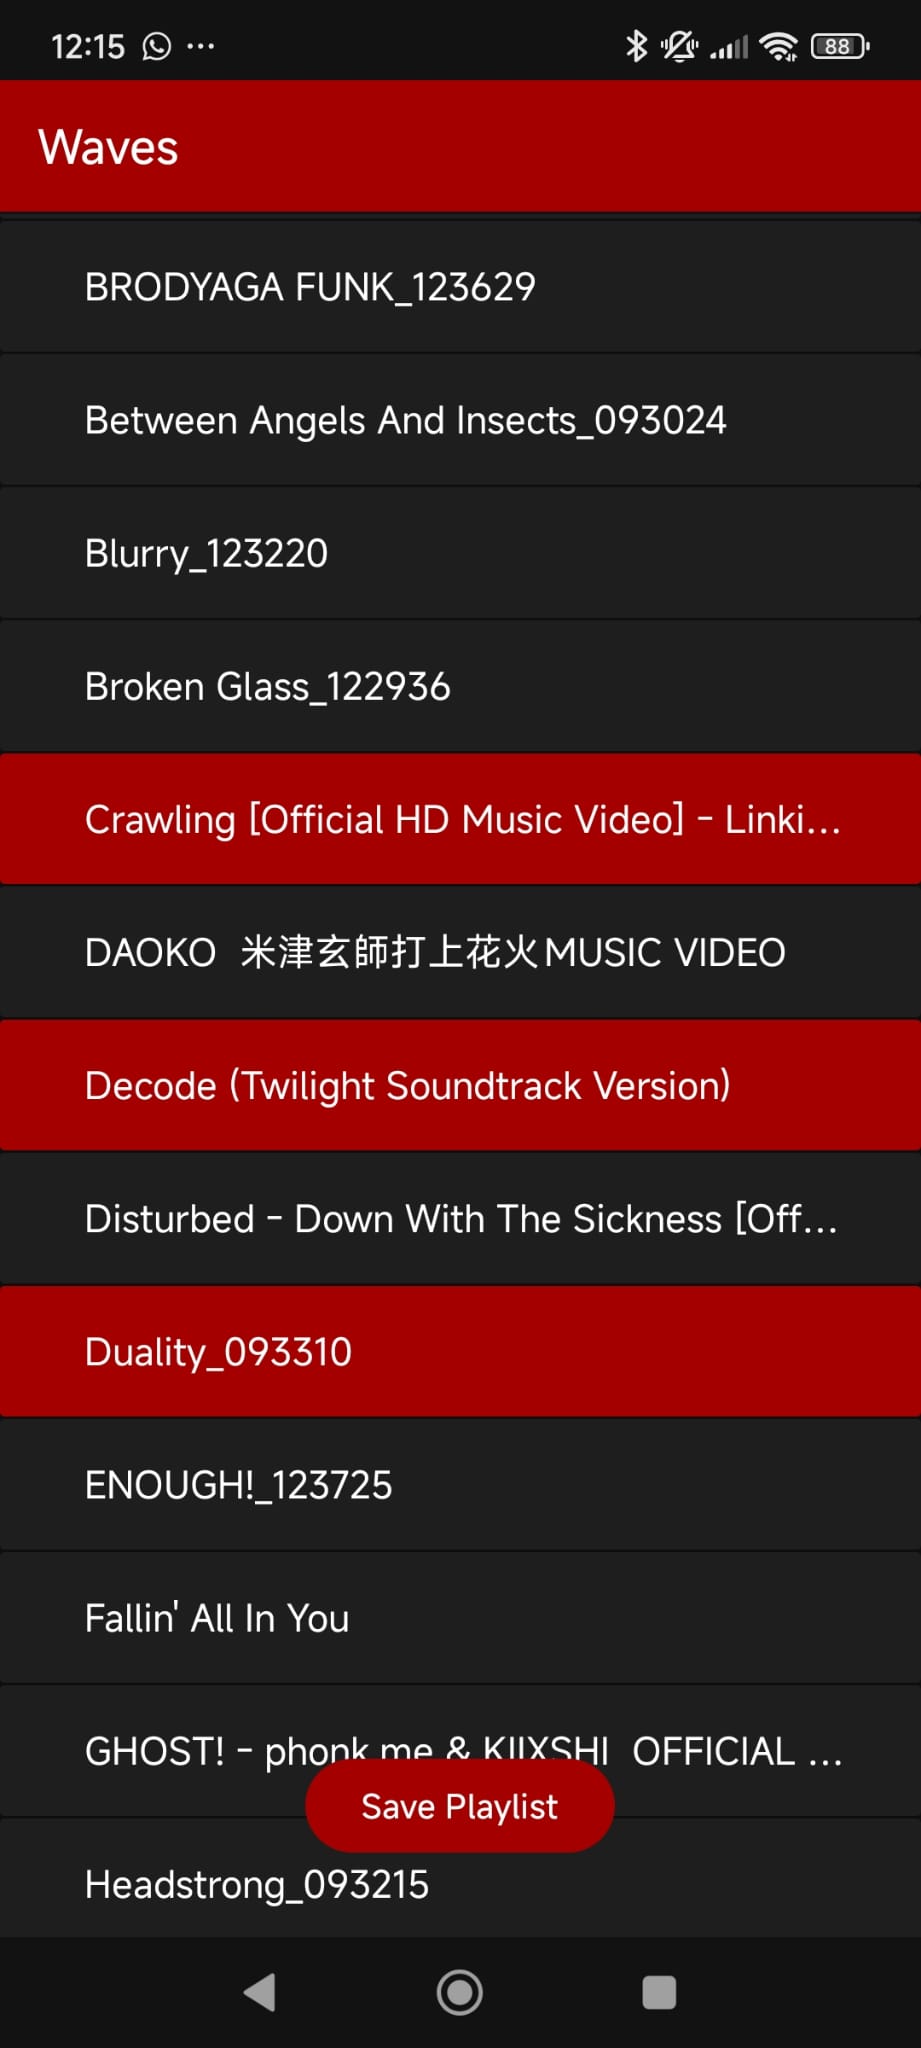 12:15
88
Waves
BRODYAGA FUNK_123629
Between Angels And Insects_093024
Blurry_123220
Broken Glass_122936
Crawling [Official HD Music Video] - Linki...
DAOKO 米津玄師打上花火MUSIC VIDEO
Decode (Twilight Soundtrack Version)
Disturbed - Down With The Sickness [Off...
Duality_093310
ENOUGH!_123725
Fallin' All In You
GHOST! - phonk me & KIIXSHI OFFICIAL ...
Save Playlist
Headstrong_093215